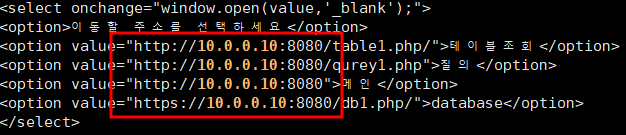 <select onchange="window.open(value,'_blank');">
<option>이동할 주소를 선택하세요</option>
<option value="http://10.0.0.10:8080/table1.php/">테이블조회</option>
<option value="http://10.0.0.10:8080/qurey1.php">질의</option>
<option value="http://10.0.0.10:8080">메인</option>
<option value="https://10.0.0.10:8080/db1.php/">database</option>
</select>